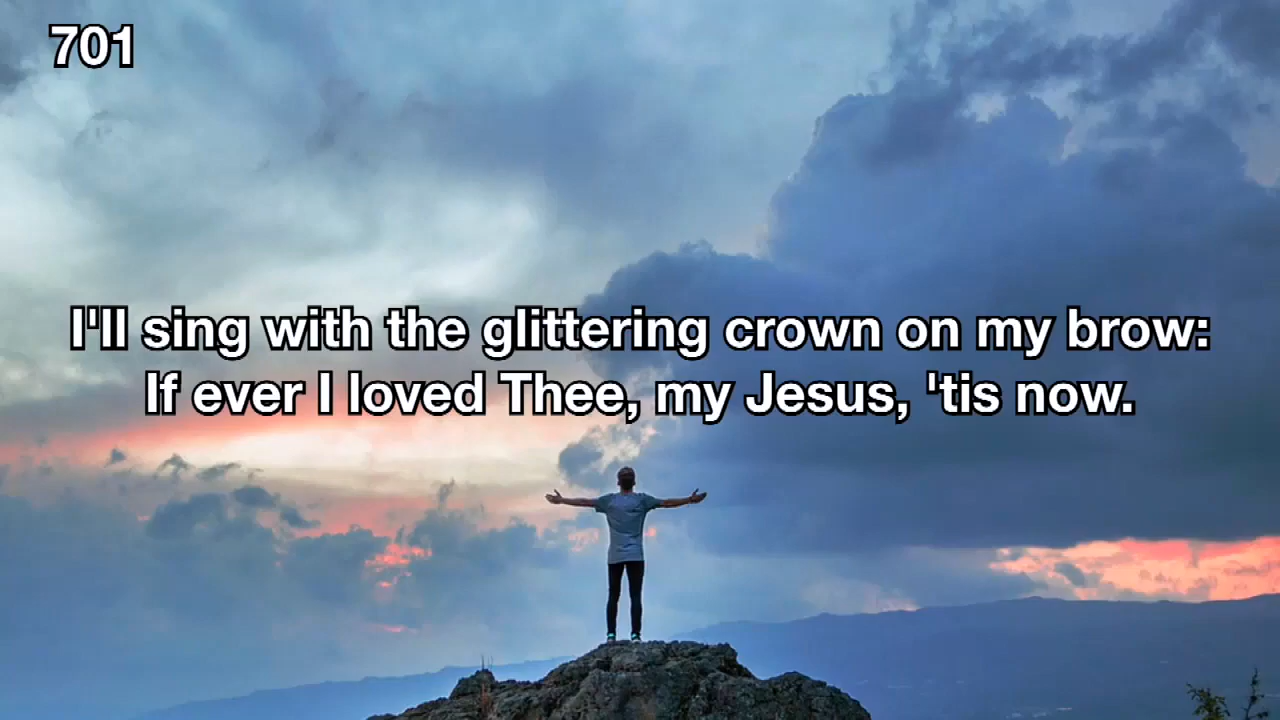 701
I'll sing with the glittering crown on my brow:
If ever I loved Thee, my Jesus, 'tis now.